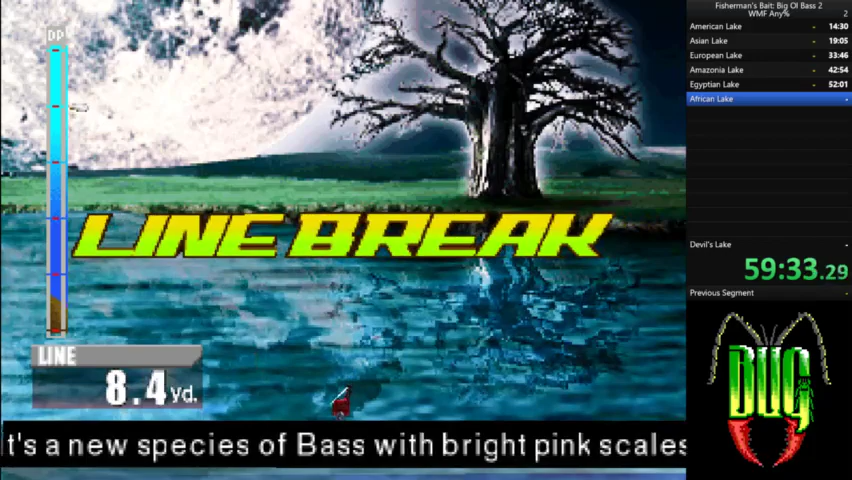 Fisherman's Bait: Big Ol Bass 2
WMF Any%
2
American Lake - 14:30
Asian Lake - 19:05
European Lake - 33:46
Amazonia Lake - 42:54
Egyptian Lake - 52:01
African Lake -
Devil's Lake -
59:33.29
Previous Segment -
DP
LINE BREAK
LINE
8.4 yd.
It's a new species of Bass with bright pink scales
BUG